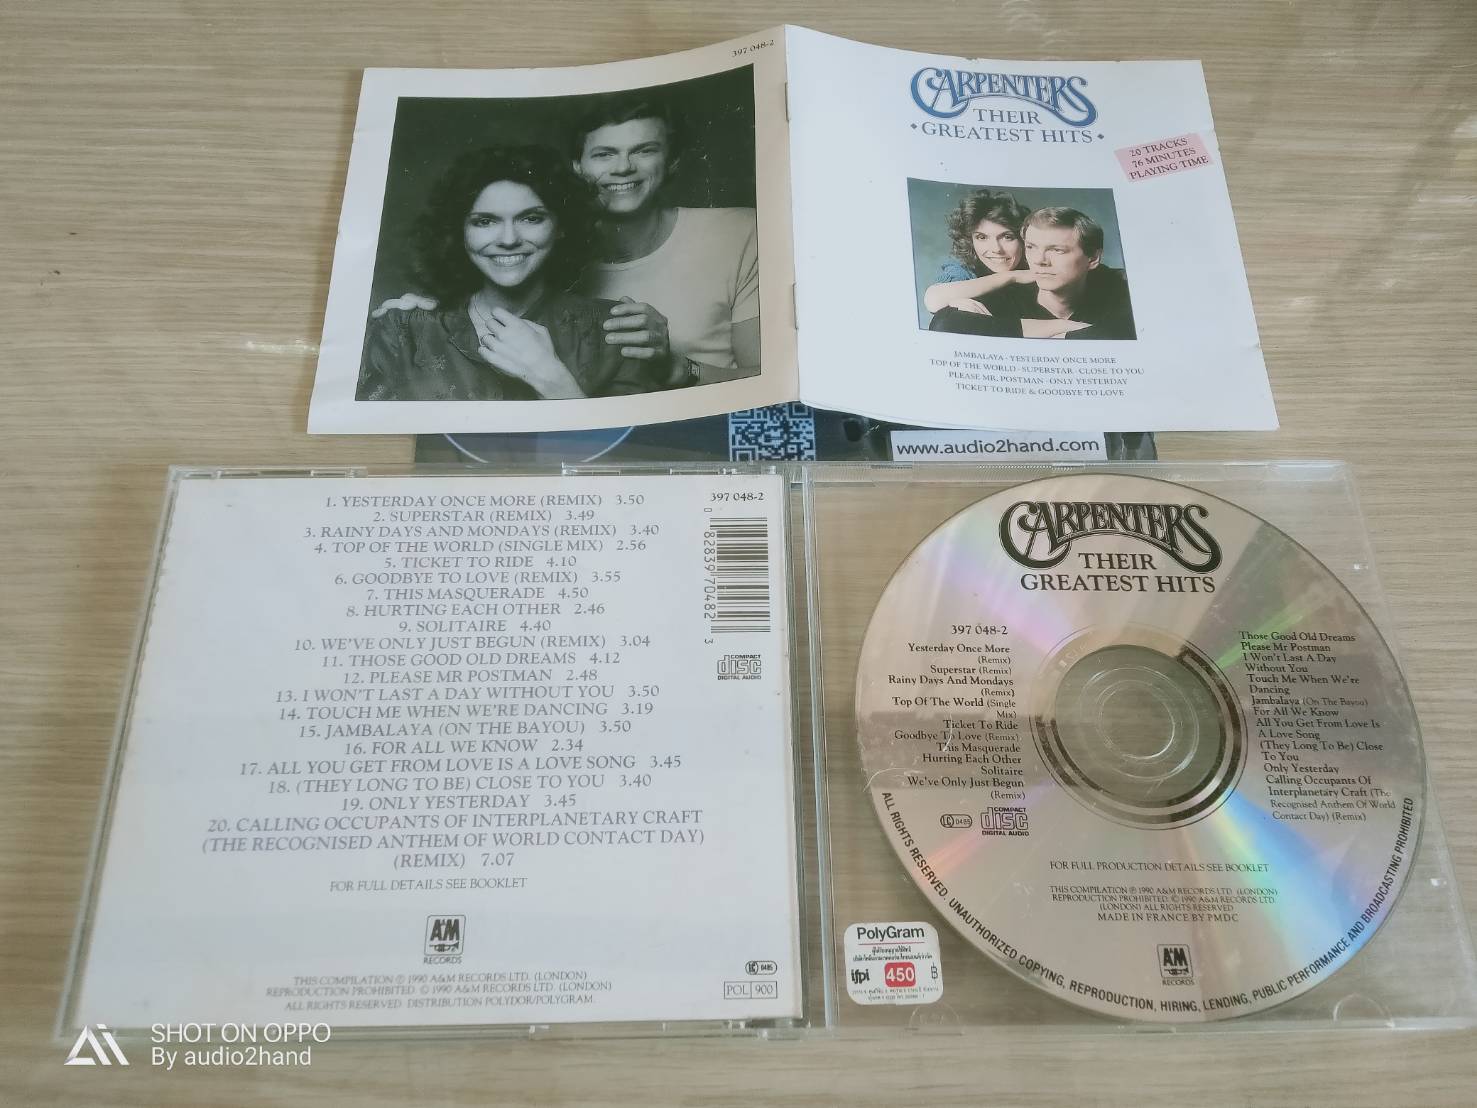 397 048-2
CARPENTERS
THEIR
GREATEST HITS
20 TRACKS
76 MINUTES
PLAYING TIME
JAMBALAYA · YESTERDAY ONCE MORE
TOP OF THE WORLD · SUPERSTAR · CLOSE TO YOU
PLEASE MR. POSTMAN · ONLY YESTERDAY
TICKET TO RIDE & GOODBYE TO LOVE
www.audio2hand.com
1. YESTERDAY ONCE MORE (REMIX) 3.50
2. SUPERSTAR (REMIX) 3.49
3. RAINY DAYS AND MONDAYS (REMIX) 3.40
4. TOP OF THE WORLD (SINGLE MIX) 2.56
5. TICKET TO RIDE 4.10
6. GOODBYE TO LOVE (REMIX) 3.55
7. THIS MASQUERADE 4.50
8. HURTING EACH OTHER 2.46
9. SOLITAIRE 4.40
10. WE'VE ONLY JUST BEGUN (REMIX) 3.04
11. THOSE GOOD OLD DREAMS 4.12
12. PLEASE MR POSTMAN 2.48
13. I WON'T LAST A DAY WITHOUT YOU 3.50
14. TOUCH ME WHEN WE'RE DANCING 3.19
15. JAMBALAYA (ON THE BAYOU) 3.50
16. FOR ALL WE KNOW 2.34
17. ALL YOU GET FROM LOVE IS A LOVE SONG 3.45
18. (THEY LONG TO BE) CLOSE TO YOU 3.40
19. ONLY YESTERDAY 3.45
20. CALLING OCCUPANTS OF INTERPLANETARY CRAFT
(THE RECOGNISED ANTHEM OF WORLD CONTACT DAY)
(REMIX) 7.07
FOR FULL DETAILS SEE BOOKLET
A&M
RECORDS
THIS COMPILATION ℗ 1990 A&M RECORDS LTD. (LONDON)
REPRODUCTION PROHIBITED. © 1990 A&M RECORDS LTD. (LONDON)
ALL RIGHTS RESERVED. DISTRIBUTION POLYDOR/POLYGRAM.
397 048-2
0 82839 70482 3
COMPACT
disc
DIGITAL AUDIO
LC 0485
POL 900
CARPENTERS
THEIR
GREATEST HITS
397 048-2
Yesterday Once More
(Remix)
Superstar (Remix)
Rainy Days And Mondays
(Remix)
Top Of The World (Single
Mix)
Ticket To Ride
Goodbye To Love (Remix)
This Masquerade
Hurting Each Other
Solitaire
We've Only Just Begun
(Remix)
Those Good Old Dreams
Please Mr Postman
I Won't Last A Day
Without You
Touch Me When We're
Dancing
Jambalaya (On The Bayou)
For All We Know
All You Get From Love Is
A Love Song
(They Long To Be) Close
To You
Only Yesterday
Calling Occupants Of
Interplanetary Craft (The
Recognised Anthem Of World
Contact Day) (Remix)
LC 0485
COMPACT
disc
DIGITAL AUDIO
FOR FULL PRODUCTION DETAILS SEE BOOKLET
THIS COMPILATION ℗ 1990 A&M RECORDS LTD. (LONDON)
REPRODUCTION PROHIBITED. © 1990 A&M RECORDS LTD.
(LONDON) ALL RIGHTS RESERVED
MADE IN FRANCE BY PMDC
A&M
RECORDS
ALL RIGHTS RESERVED. UNAUTHORIZED COPYING, REPRODUCTION, HIRING, LENDING, PUBLIC PERFORMANCE AND BROADCASTING PROHIBITED
PolyGram
ifpi 450 ฿
SHOT ON OPPO
By audio2hand